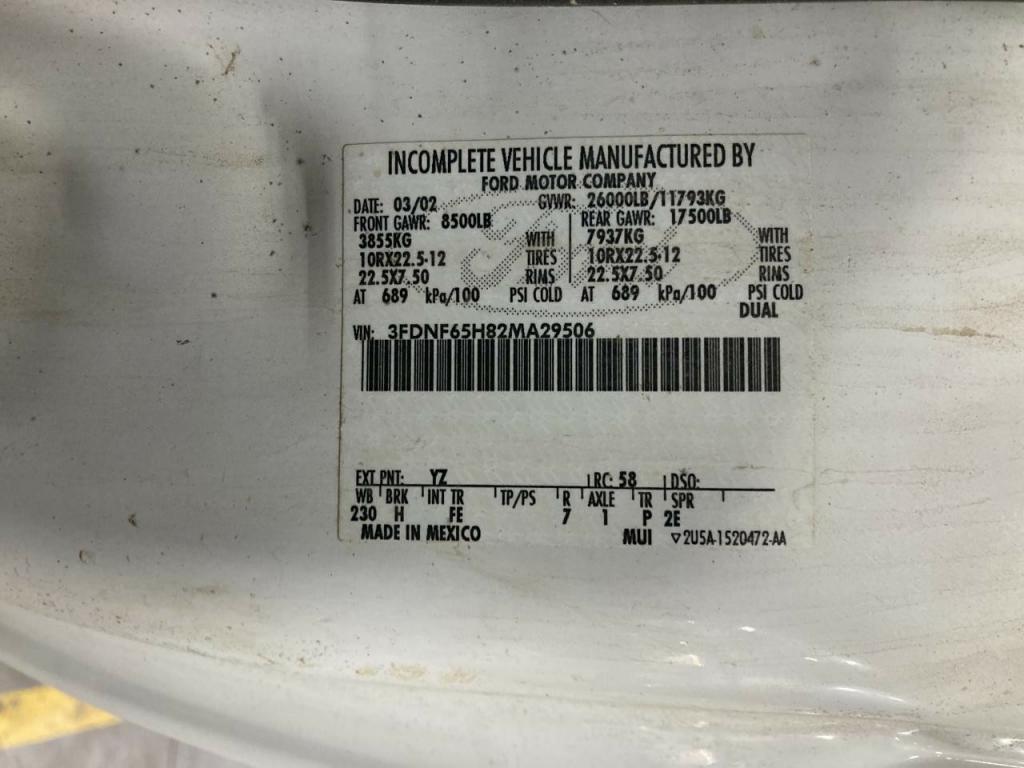 INCOMPLETE VEHICLE MANUFACTURED BY
FORD MOTOR COMPANY
DATE: 03/02 GVWR: 26000LB/11793KG
FRONT GAWR: 8500LB REAR GAWR: 17500LB
3855KG WITH 7937KG WITH
10RX22.5-12 TIRES 10RX22.5-12 TIRES
22.5X7.50 RIMS 22.5X7.50 RIMS
AT 689 kPa/100 PSI COLD AT 689 kPa/100 PSI COLD
DUAL
VIN: 3FDNF65H82MA29506
EXT PNT: YZ RC: 58 DSO:
WB BRK INT TR TP/PS R AXLE TR SPR
230 H FE 7 1 P 2E
MADE IN MEXICO MUI ▽2U5A-1520472-AA